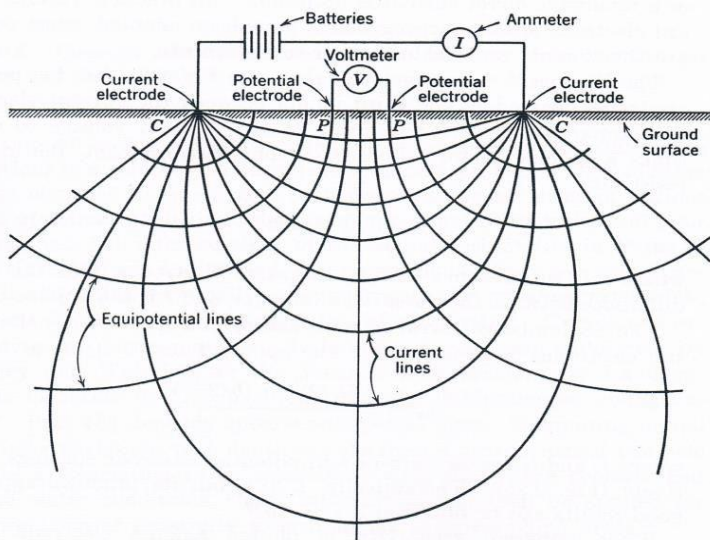 Batteries
Ammeter
I
Voltmeter
V
Current
electrode
Potential
electrode
Potential
electrode
Current
electrode
C
P
P
C
Ground
surface
Equipotential lines
Current
lines